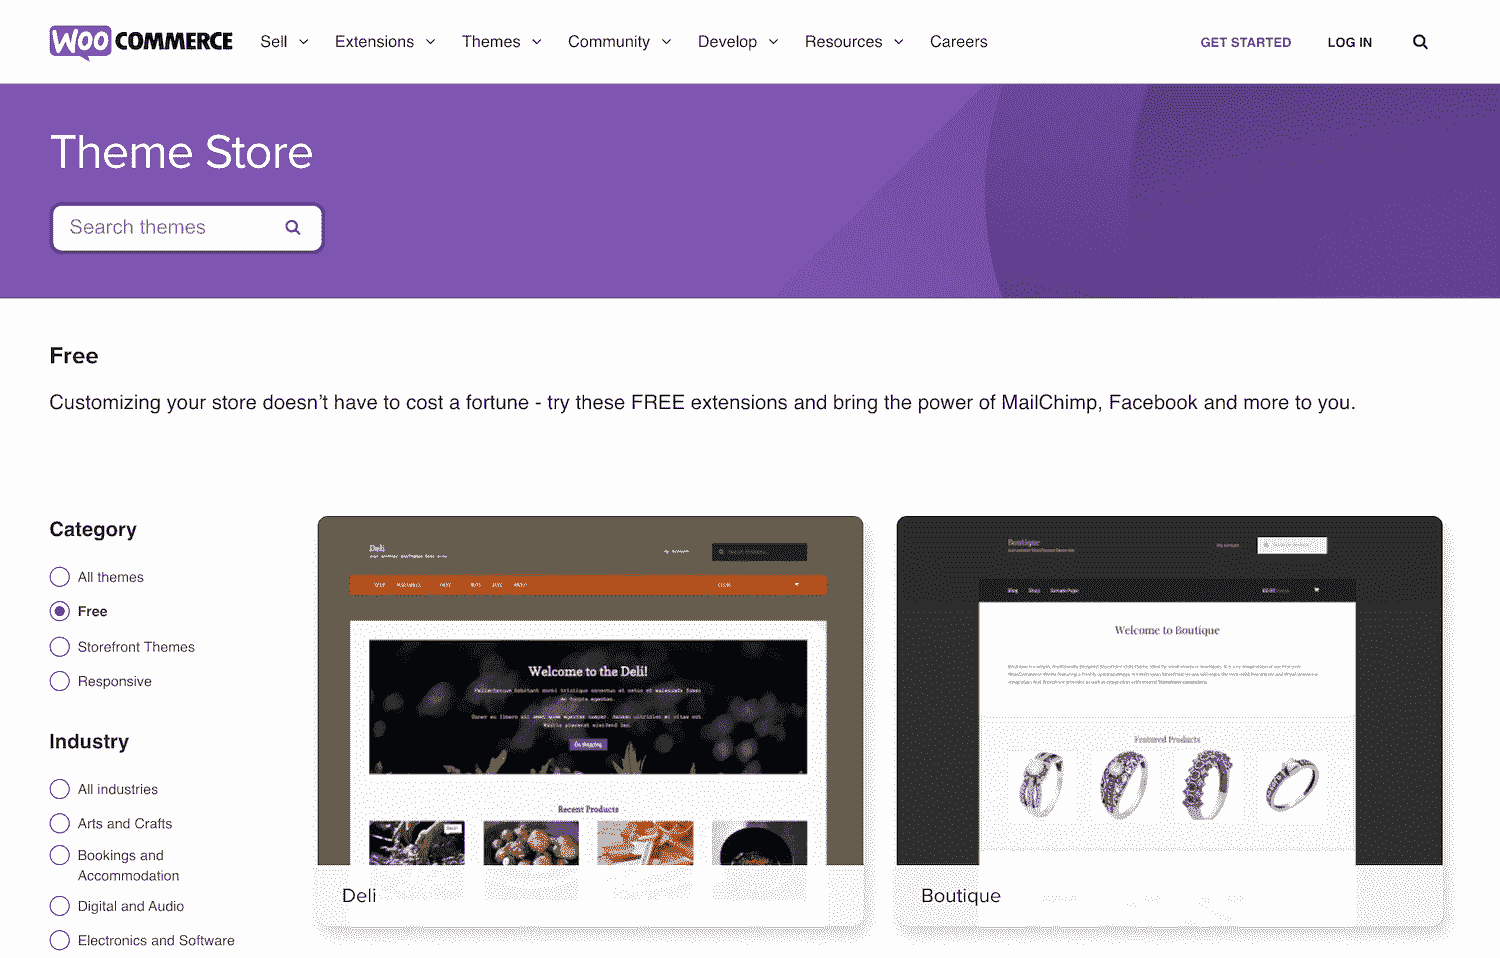 WOO COMMERCE Sell Extensions Themes Community Develop Resources Careers GET STARTED LOG IN
Theme Store
Search themes
Free
Customizing your store doesn't have to cost a fortune - try these FREE extensions and bring the power of MailChimp, Facebook and more to you.
Category
All themes
Free
Storefront Themes
Responsive
Industry
All industries
Arts and Crafts
Bookings and
Accommodation
Digital and Audio
Electronics and Software
Deli
Welcome to the Deli!
Recent Products
Deli
Boutique
Blog Shop Sample Page
Welcome to Boutique
Featured Products
Boutique